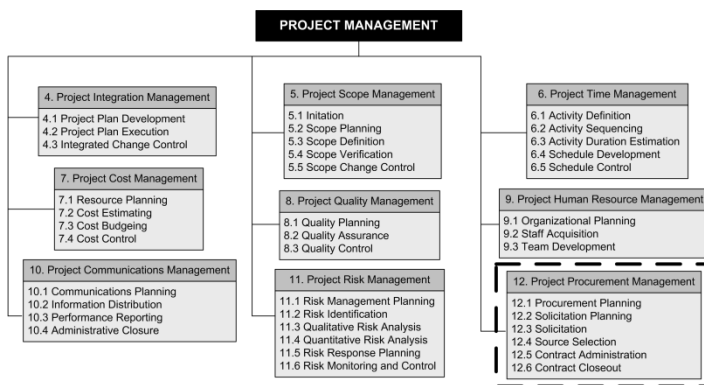 PROJECT MANAGEMENT
4. Project Integration Management
4.1 Project Plan Development
4.2 Project Plan Execution
4.3 Integrated Change Control
5. Project Scope Management
5.1 Initation
5.2 Scope Planning
5.3 Scope Definition
5.4 Scope Verification
5.5 Scope Change Control
6. Project Time Management
6.1 Activity Definition
6.2 Activity Sequencing
6.3 Activity Duration Estimation
6.4 Schedule Development
6.5 Schedule Control
7. Project Cost Management
7.1 Resource Planning
7.2 Cost Estimating
7.3 Cost Budgeing
7.4 Cost Control
8. Project Quality Management
8.1 Quality Planning
8.2 Quality Assurance
8.3 Quality Control
9. Project Human Resource Management
9.1 Organizational Planning
9.2 Staff Acquisition
9.3 Team Development
10. Project Communications Management
10.1 Communications Planning
10.2 Information Distribution
10.3 Performance Reporting
10.4 Administrative Closure
11. Project Risk Management
11.1 Risk Management Planning
11.2 Risk Identification
11.3 Qualitative Risk Analysis
11.4 Quantitative Risk Analysis
11.5 Risk Response Planning
11.6 Risk Monitoring and Control
12. Project Procurement Management
12.1 Procurement Planning
12.2 Solicitation Planning
12.3 Solicitation
12.4 Source Selection
12.5 Contract Administration
12.6 Contract Closeout